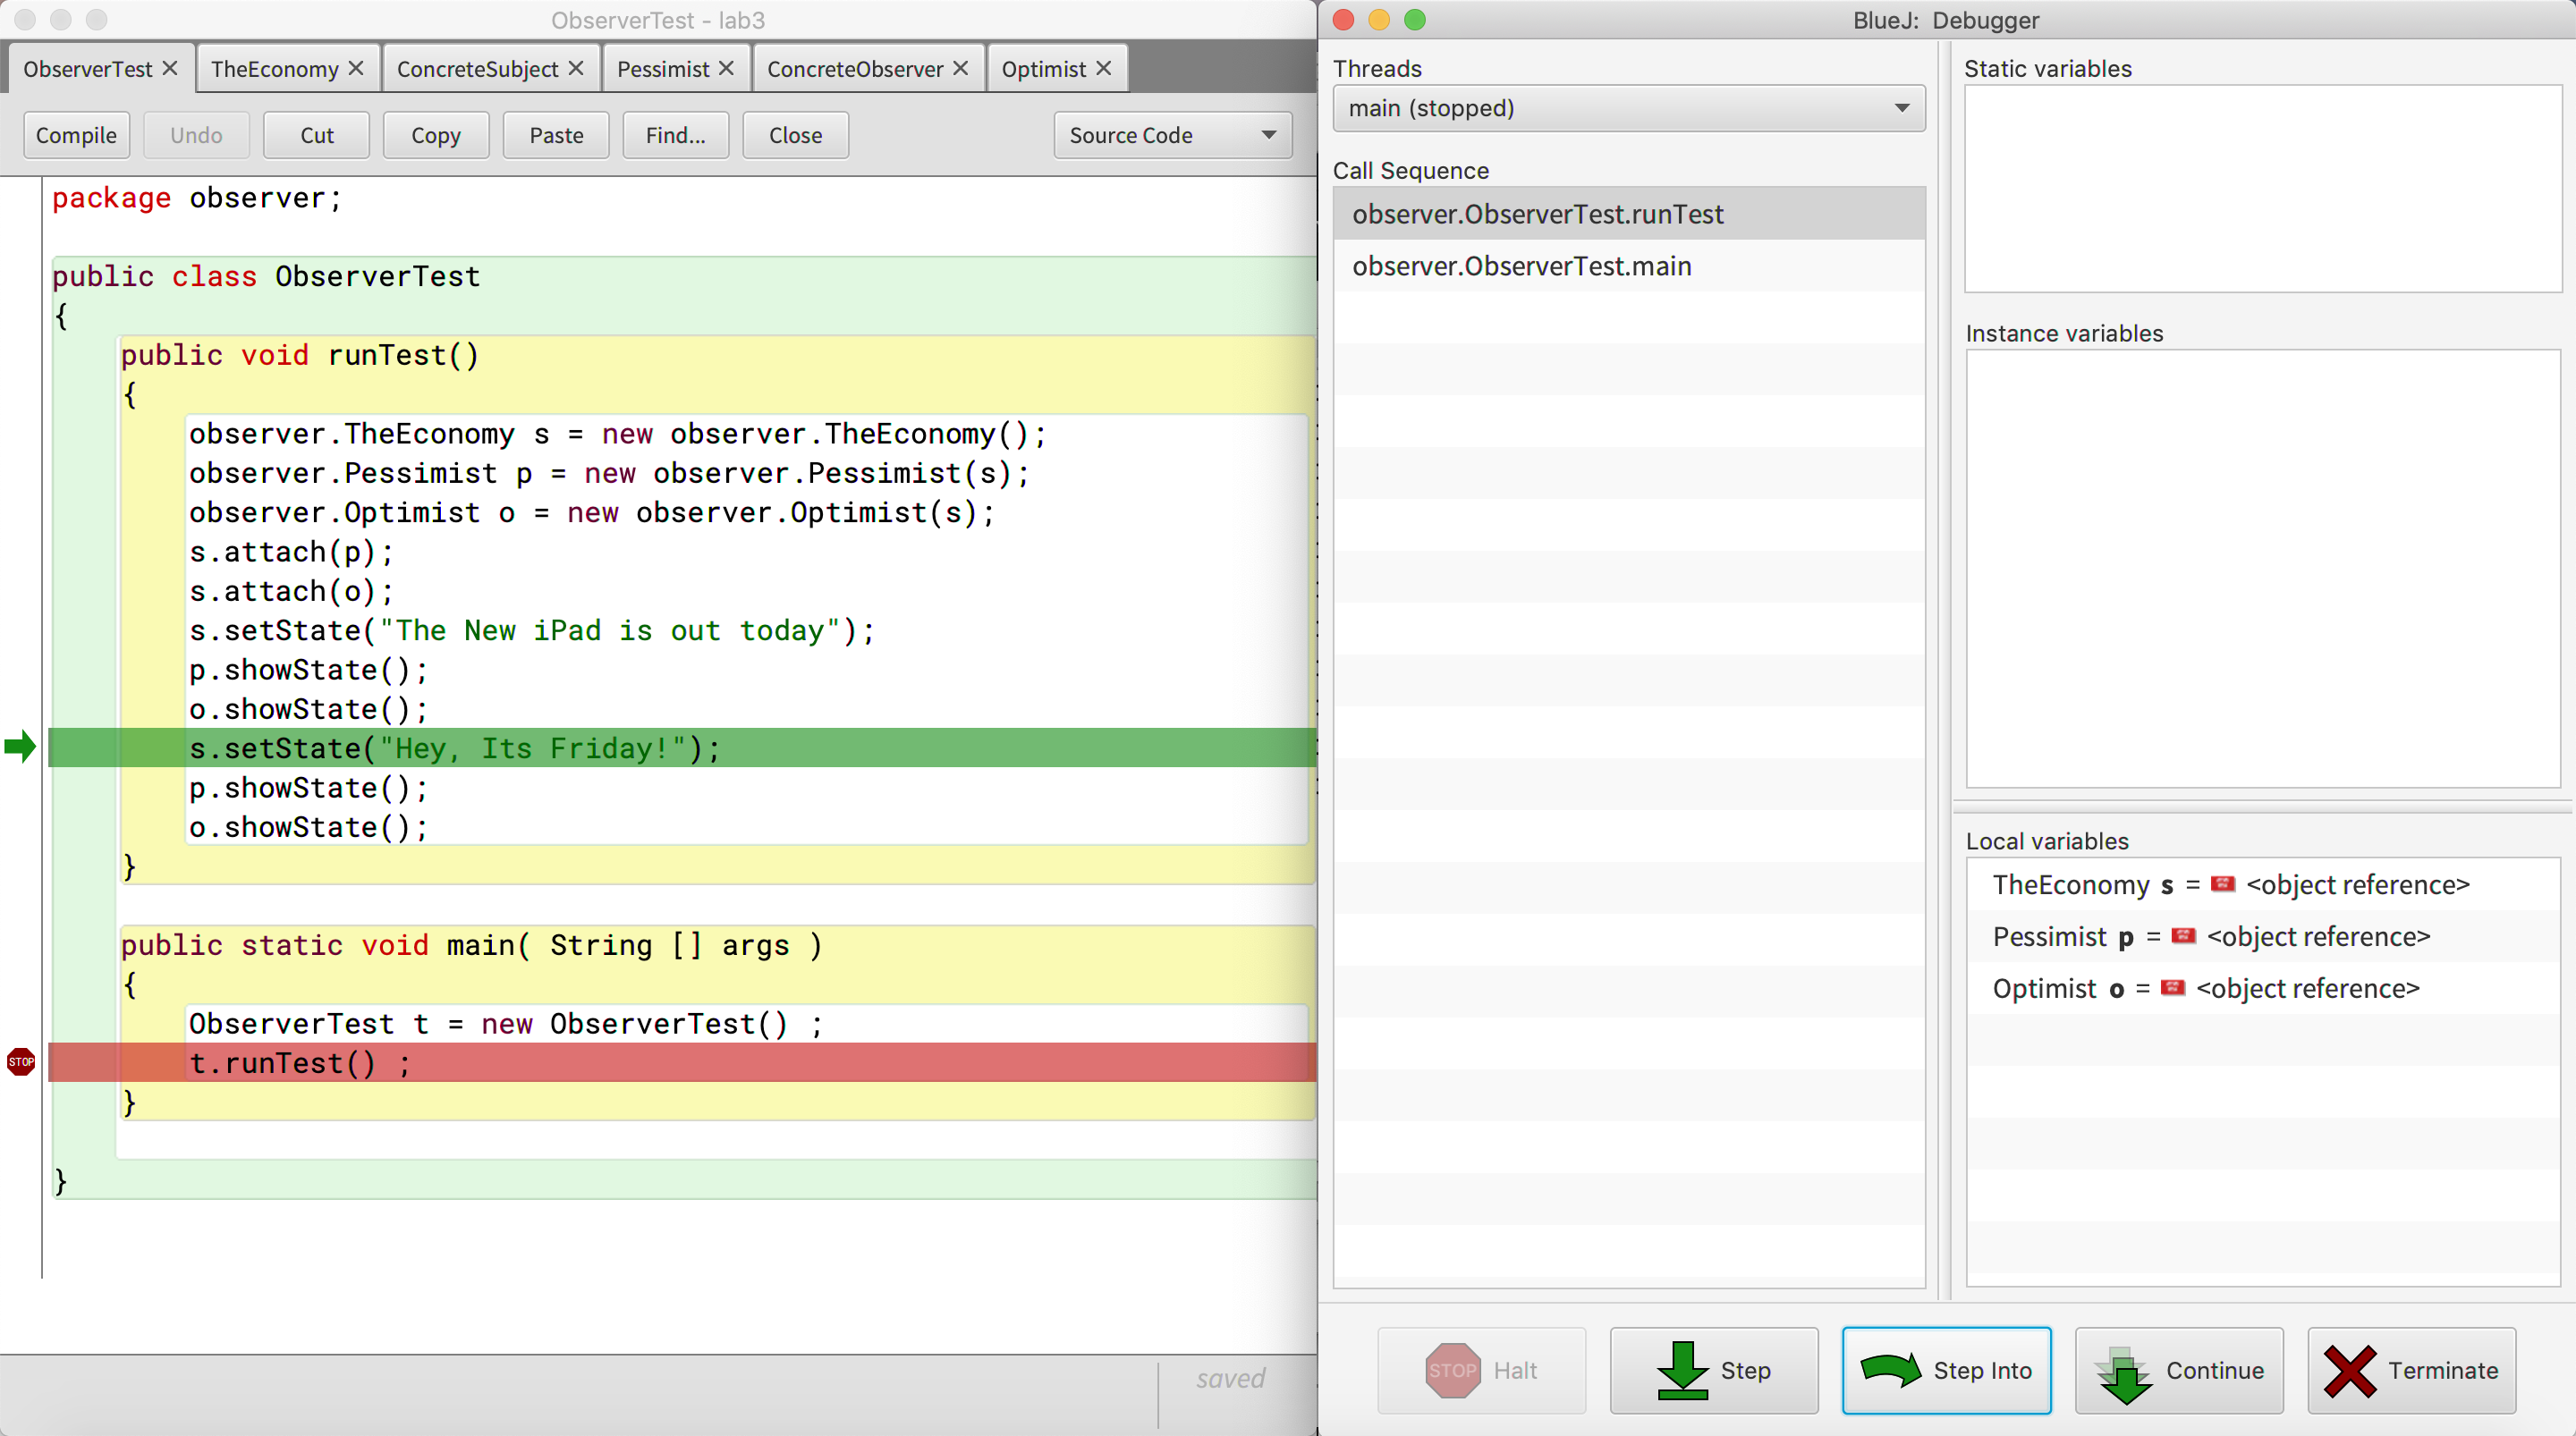 ObserverTest - lab3
ObserverTest TheEconomy ConcreteSubject Pessimist ConcreteObserver Optimist
Compile Undo Cut Copy Paste Find... Close Source Code
package observer;
public class ObserverTest
{
public void runTest()
{
observer.TheEconomy s = new observer.TheEconomy();
observer.Pessimist p = new observer.Pessimist(s);
observer.Optimist o = new observer.Optimist(s);
s.attach(p);
s.attach(o);
s.setState("The New iPad is out today");
p.showState();
o.showState();
s.setState("Hey, Its Friday!");
p.showState();
o.showState();
}
public static void main( String [] args )
{
ObserverTest t = new ObserverTest() ;
STOP t.runTest() ;
}
}
saved
BlueJ: Debugger
Threads
main (stopped)
Call Sequence
observer.ObserverTest.runTest
observer.ObserverTest.main
Static variables
Instance variables
Local variables
TheEconomy s = <object reference>
Pessimist p = <object reference>
Optimist o = <object reference>
STOP Halt Step Step Into Continue Terminate